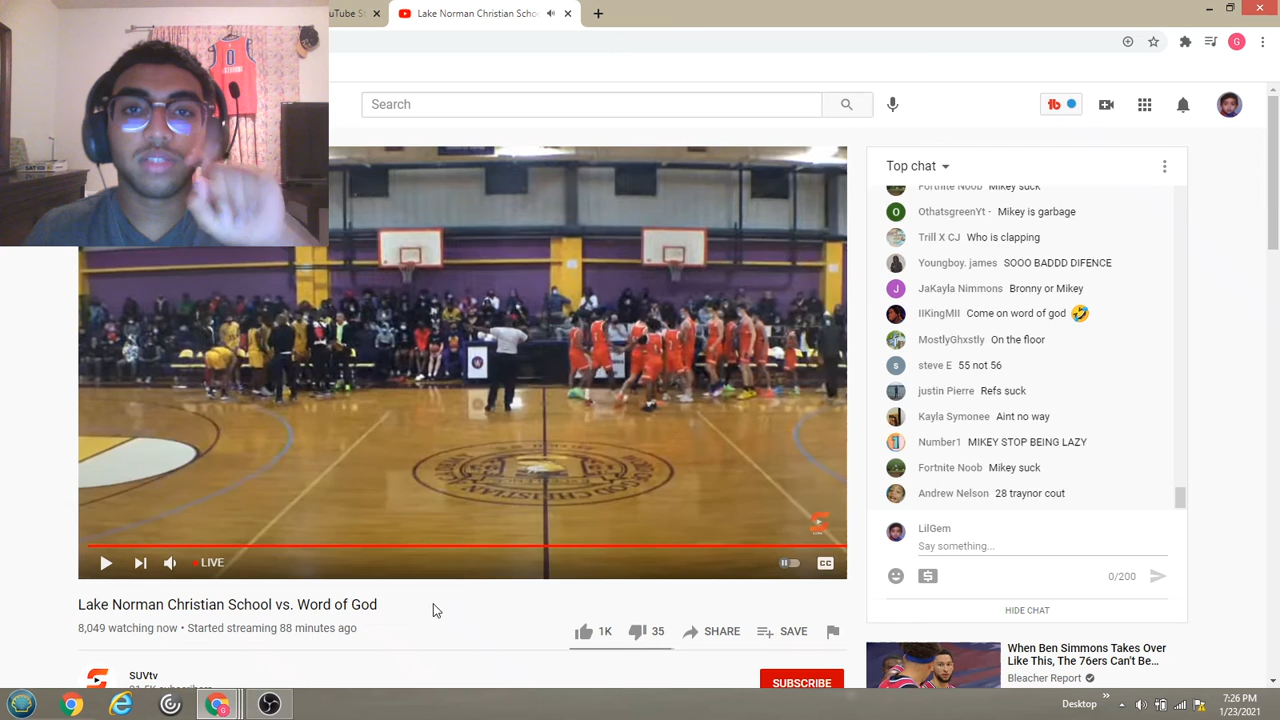 uTube St
Lake Norman Christian Schoo
G
Search
Top chat
Fortnite Noob Mikey suck
O OthatsgreenYt - Mikey is garbage
Trill X CJ Who is clapping
Youngboy. james SOOO BADDD DIFENCE
J JaKayla Nimmons Bronny or Mikey
IIKingMII Come on word of god 🤣
MostlyGhxstly On the floor
s steve E 55 not 56
justin Pierre Refs suck
Kayla Symonee Aint no way
Number1 MIKEY STOP BEING LAZY
Fortnite Noob Mikey suck
Andrew Nelson 28 traynor cout
LilGem
Say something...
0/200
HIDE CHAT
LIVE
CC
Lake Norman Christian School vs. Word of God
8,049 watching now • Started streaming 88 minutes ago
1K 35 SHARE SAVE
SUVtv
SUBSCRIBE
When Ben Simmons Takes Over
Like This, The 76ers Can't Be...
Bleacher Report
Desktop
7:26 PM
1/23/2021